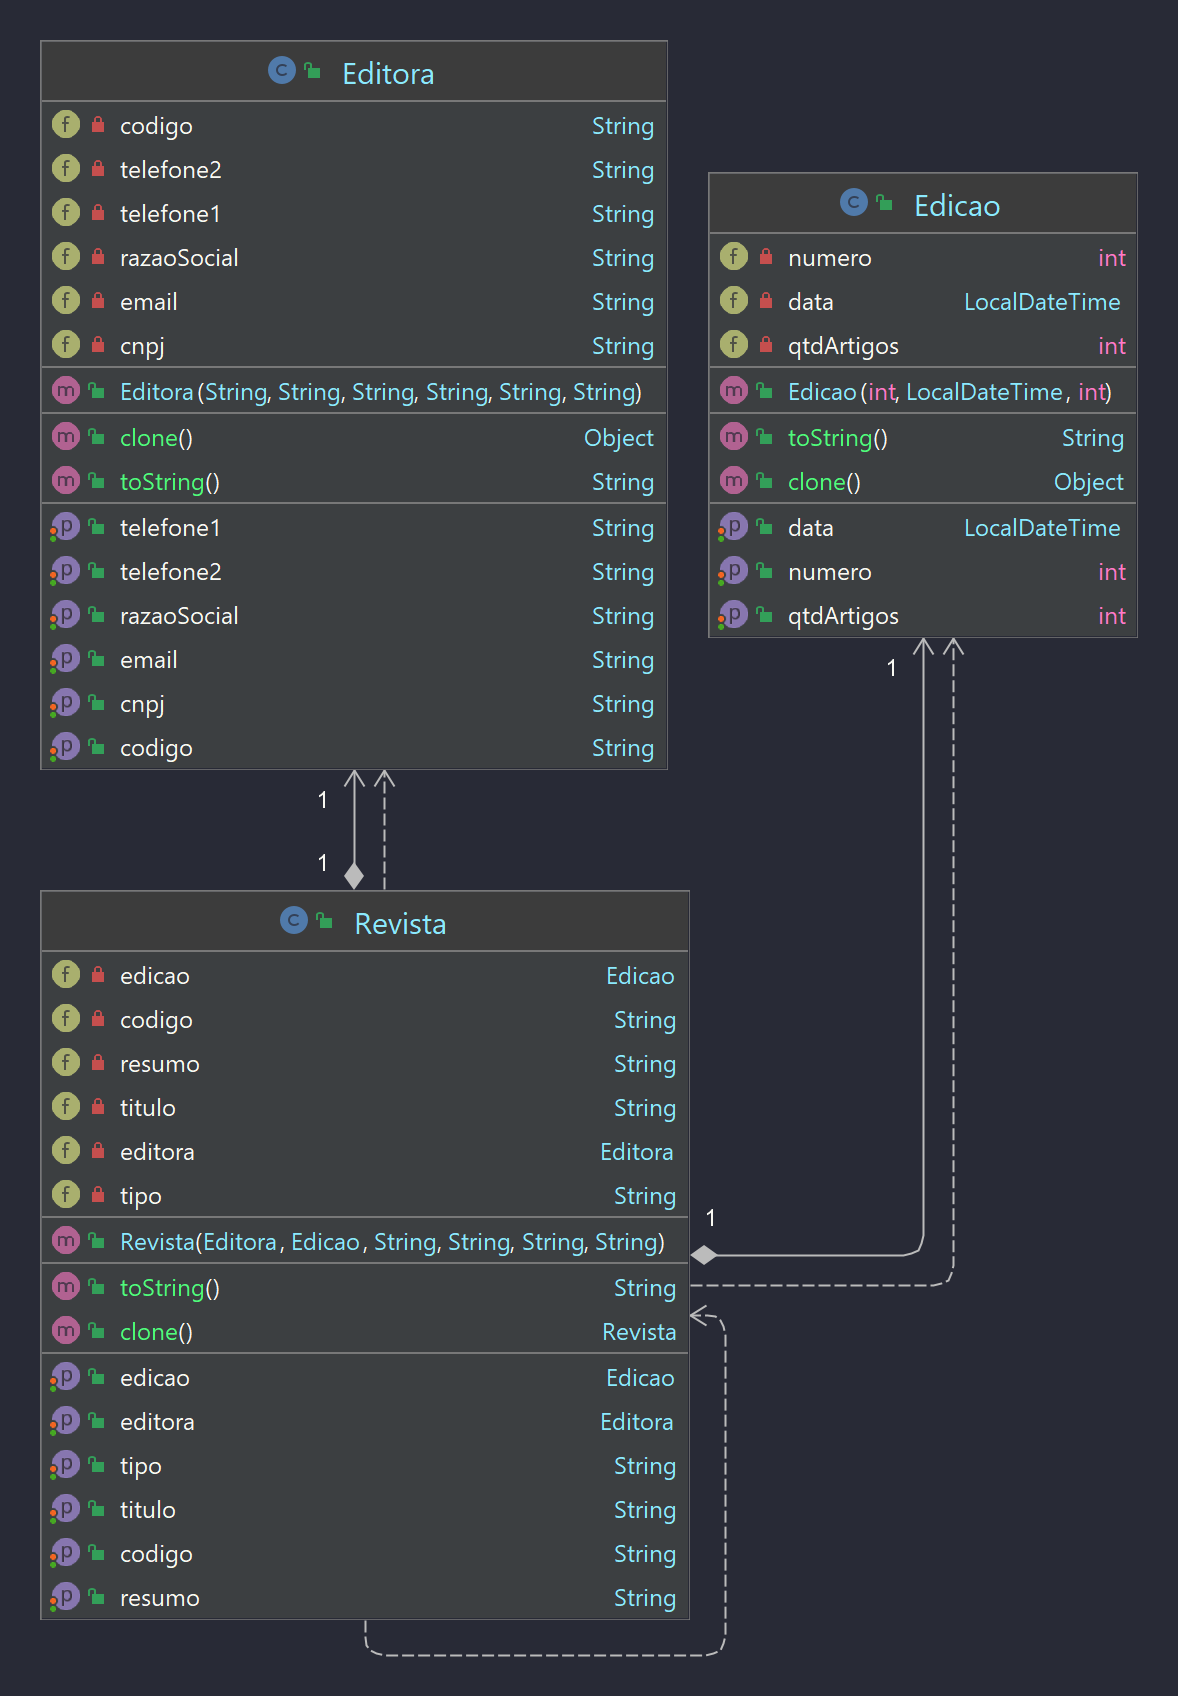 Editora
codigo String
telefone2 String
telefone1 String
razaoSocial String
email String
cnpj String
Editora(String, String, String, String, String, String)
clone() Object
toString() String
telefone1 String
telefone2 String
razaoSocial String
email String
cnpj String
codigo String
Edicao
numero int
data LocalDateTime
qtdArtigos int
Edicao(int, LocalDateTime, int)
toString() String
clone() Object
data LocalDateTime
numero int
qtdArtigos int
1
1
1
Revista
edicao Edicao
codigo String
resumo String
titulo String
editora Editora
tipo String
Revista(Editora, Edicao, String, String, String, String)
toString() String
clone() Revista
edicao Edicao
editora Editora
tipo String
titulo String
codigo String
resumo String
1